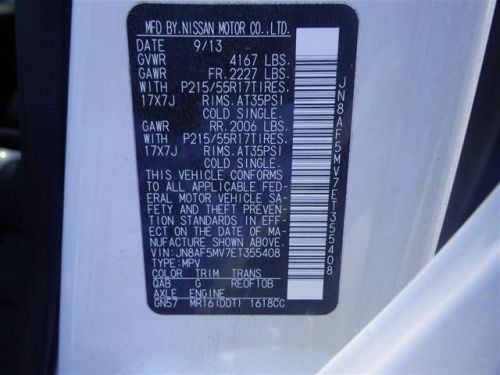 MFD.BY.NISSAN MOTOR CO.,LTD.
DATE 9/13
GVWR 4167 LBS.
GAWR FR.2227 LBS.
WITH P215/55R17TIRES.
17X7J RIMS.AT35PSI
COLD SINGLE.
GAWR RR.2006 LBS.
WITH P215/55R17TIRES.
17X7J RIMS.AT35PSI
COLD SINGLE.
THIS VEHICLE CONFORMS
TO ALL APPLICABLE FED-
ERAL MOTOR VEHICLE SA-
FETY AND THEFT PREVEN-
TION STANDARDS IN EFF-
ECT ON THE DATE OF MA-
NUFACTURE SHOWN ABOVE.
VIN:JN8AF5MV7ET355408
TYPE:MPV
COLOR TRIM TRANS
QAB G REOF10B
AXLE ENGINE
GN57 MR16(DDT) 1618CC
JN8AF5MV7ET355408